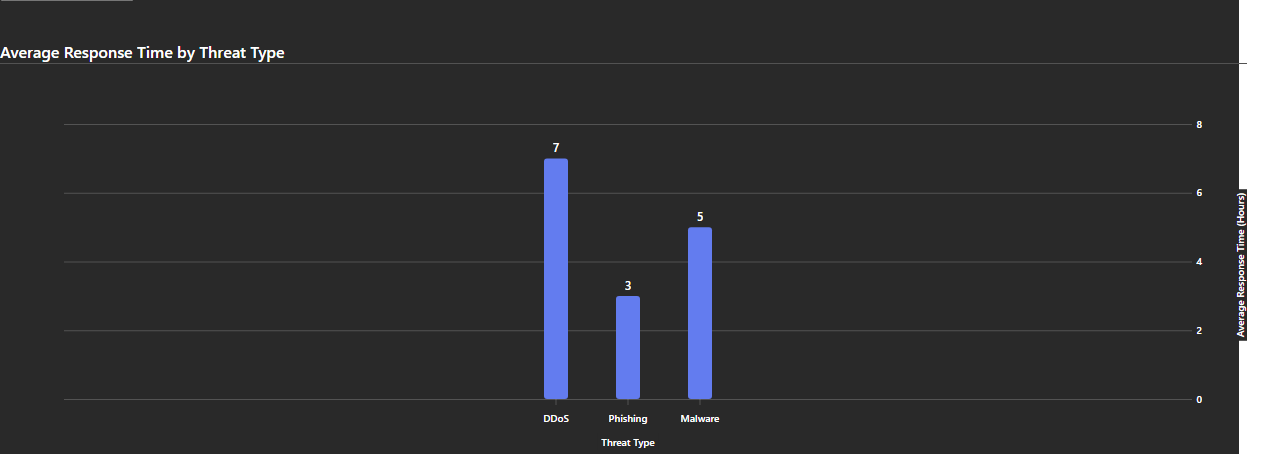 Average Response Time by Threat Type
8
7
6
5
4
3
2
0
Average Response Time (Hours)
DDoS Phishing Malware
Threat Type